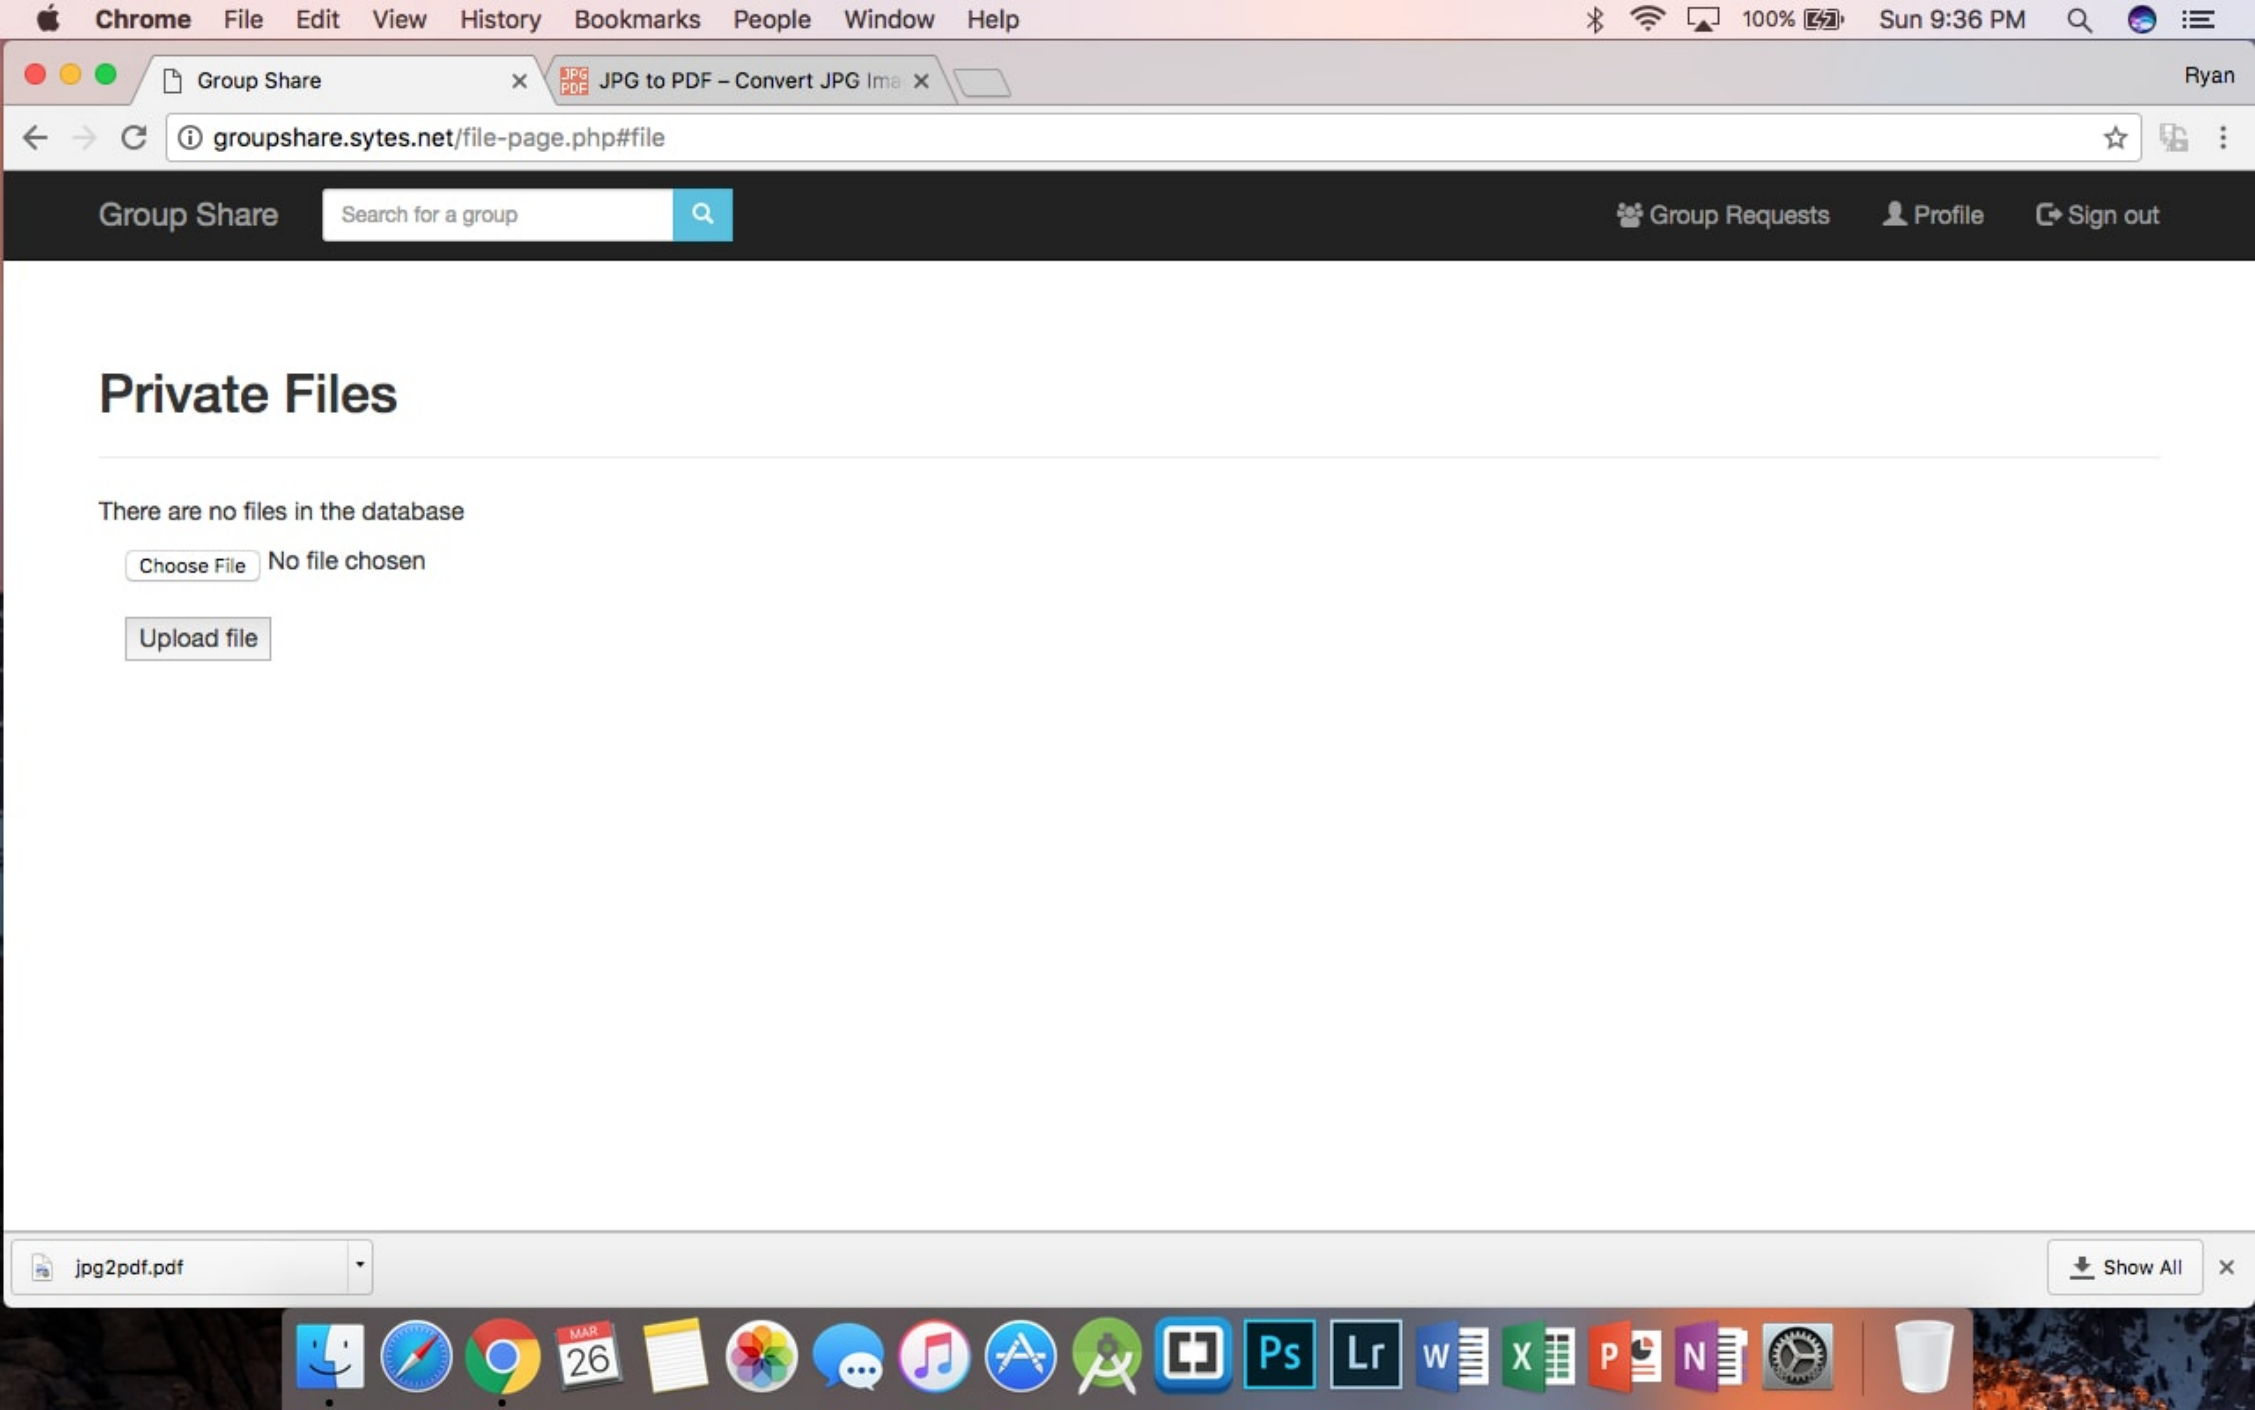 Chrome File Edit View History Bookmarks People Window Help 100% Sun 9:36 PM
Group Share JPG to PDF – Convert JPG Ima Ryan
groupshare.sytes.net/file-page.php#file
Group Share Search for a group Group Requests Profile Sign out
Private Files
There are no files in the database
Choose File No file chosen
Upload file
jpg2pdf.pdf Show All
MAR
26
Ps Lr W X P N